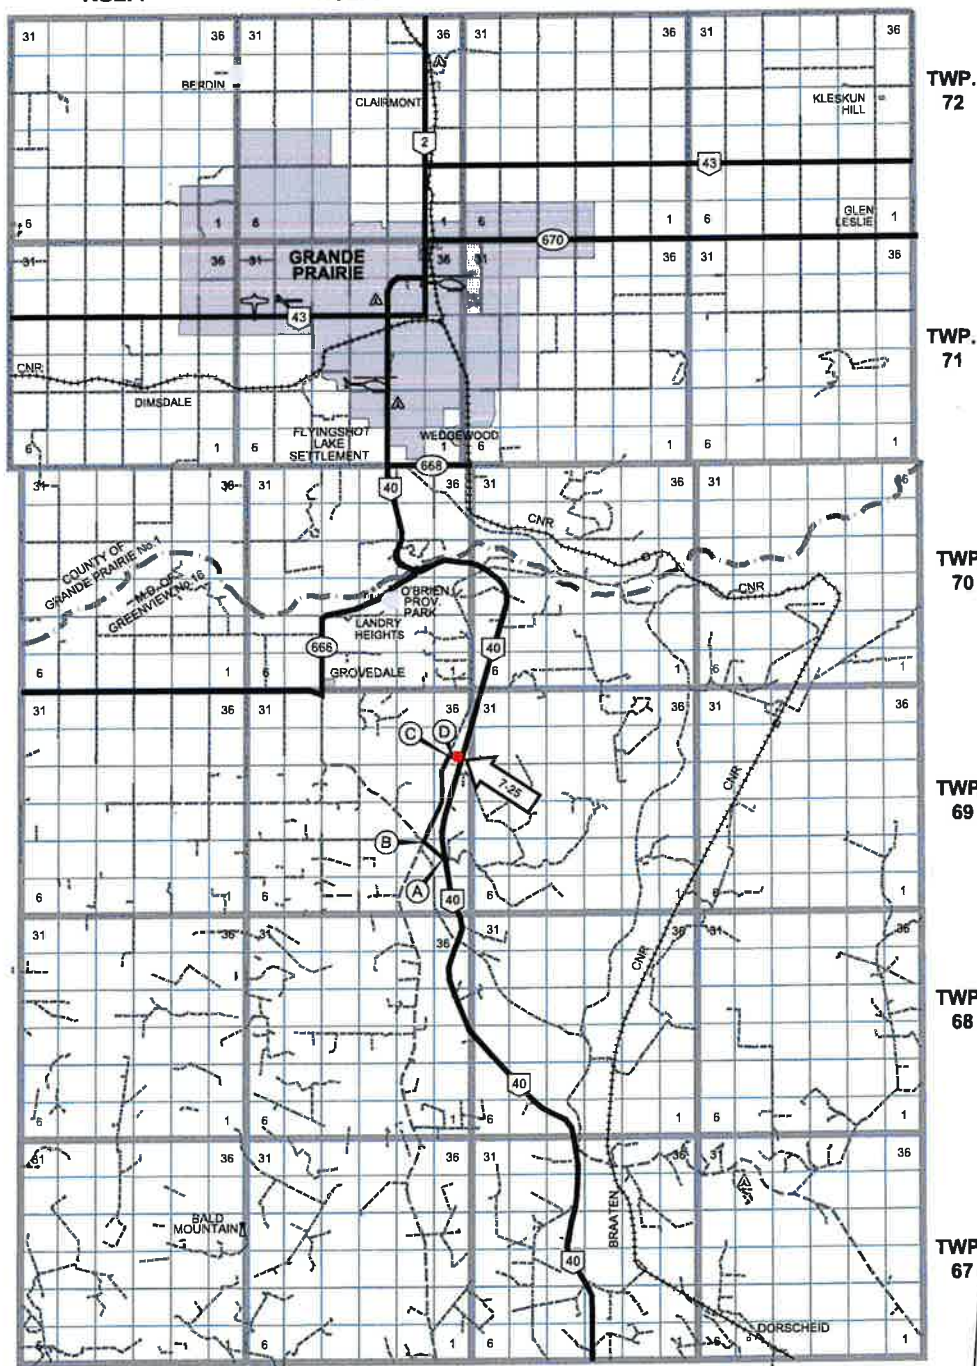 31 36 31 36 31 36 31 36
BERDIN
CLAIRMONT
KLESKUN
HILL
TWP.
72
2
43
6 1 6 1 6 1 6 1
GLEN
LESLIE
670
31 36 31 36 31 36 31 36
GRANDE
PRAIRIE
43
TWP.
71
CNR
DIMSDALE
FLYINGSHOT
LAKE
SETTLEMENT
WEDGEWOOD
6 1 6 1 6 1 6 1
668
31 36 31 36 31 36 31 36
40
CNR
COUNTY OF
GRANDE PRAIRIE No.1
M.D. OF
GREENVIEW No.16
CNR
TWP
70
O'BRIEN
PROV.
PARK
LANDRY
HEIGHTS
666
40
GROVEDALE
6 1 6 1 6 1 6 1
31 36 31 36 31 36 31 36
C D
7-25
CNR
TWP
69
B
A
6 1 6 40 6 1 6 1
31 36 31 36 31 36 31 36
CNR
TWP
68
40
6 1 6 1 6 1 6 1
31 36 31 36 31 36 31 36
BALD
MOUNTAIN
BRAATEN
40
TWP
67
DORSCHEID
6 6 1 6 36 1